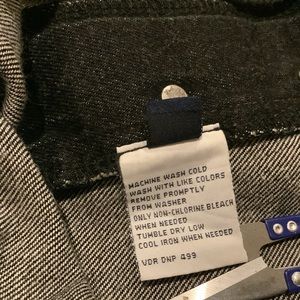 MACHINE WASH COLD
WASH WITH LIKE COLORS
REMOVE PROMPTLY
FROM WASHER
ONLY NON-CHLORINE BLEACH
WHEN NEEDED
TUMBLE DRY LOW
COOL IRON WHEN NEEDED
VDR DNP 499